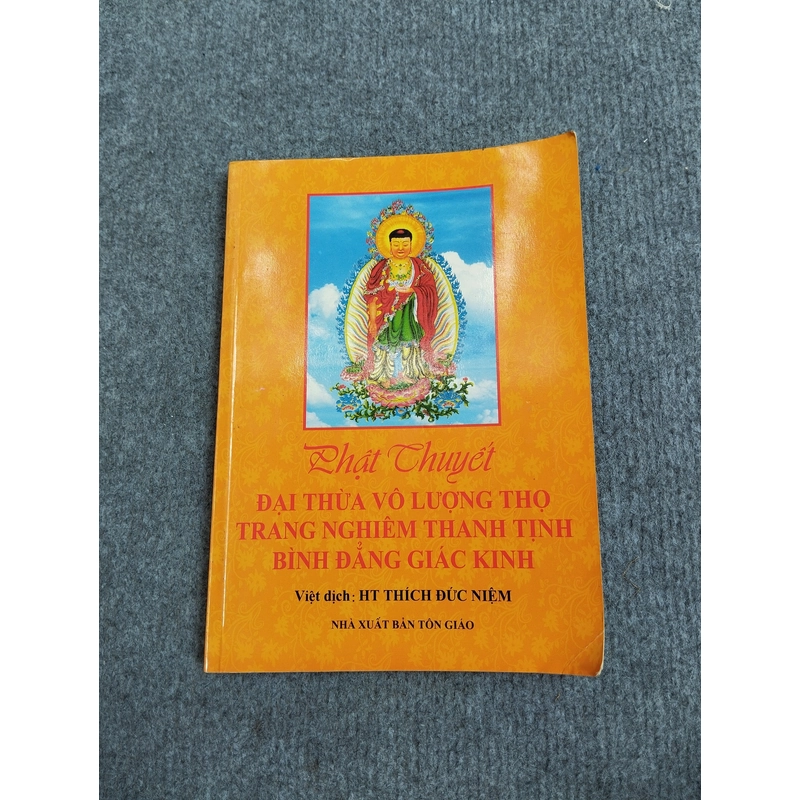 Phật Thuyết
ĐẠI THỪA VÔ LƯỢNG THỌ
TRANG NGHIÊM THANH TỊNH
BÌNH ĐẲNG GIÁC KINH
Việt dịch: HT THÍCH ĐỨC NIỆM
NHÀ XUẤT BẢN TÔN GIÁO